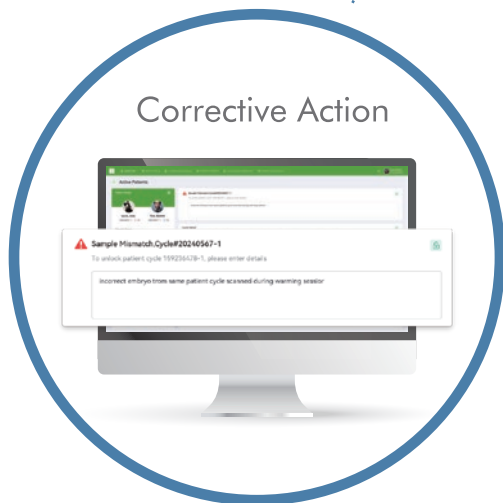 Corrective Action
Active Patients
Sample Mismatch,Cycle#20240567-1
To unlock patient cycle 159236428-1, please enter details
Incorrect embryo from same patient cycle scanned during warming session